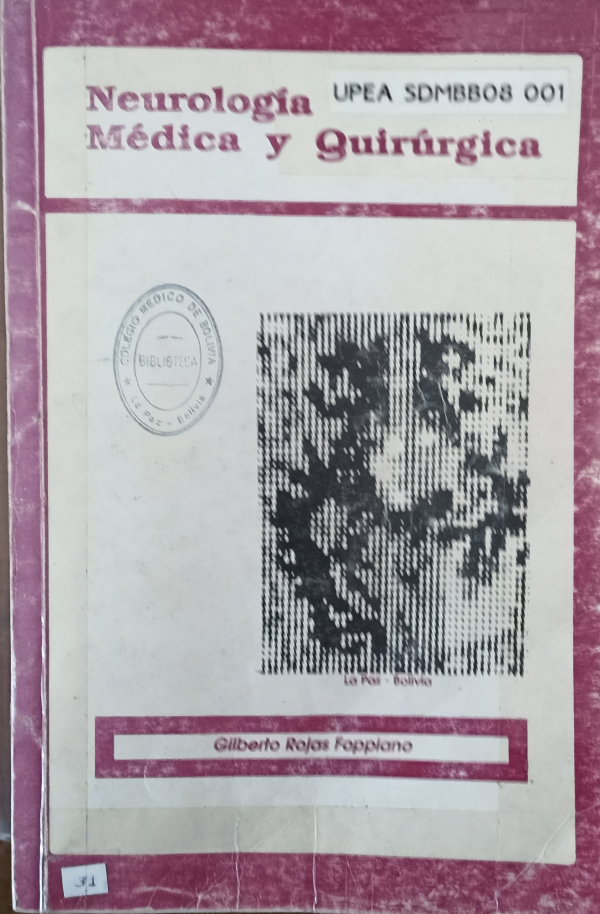 Neurología
UPEA SDMBB08 001
Médica y Quirúrgica
COLEGIO MEDICO DE BOLIVIA
BIBLIOTECA
La Paz - Bolivia
La Paz - Bolivia
Gilberto Rojas Foppiano
31